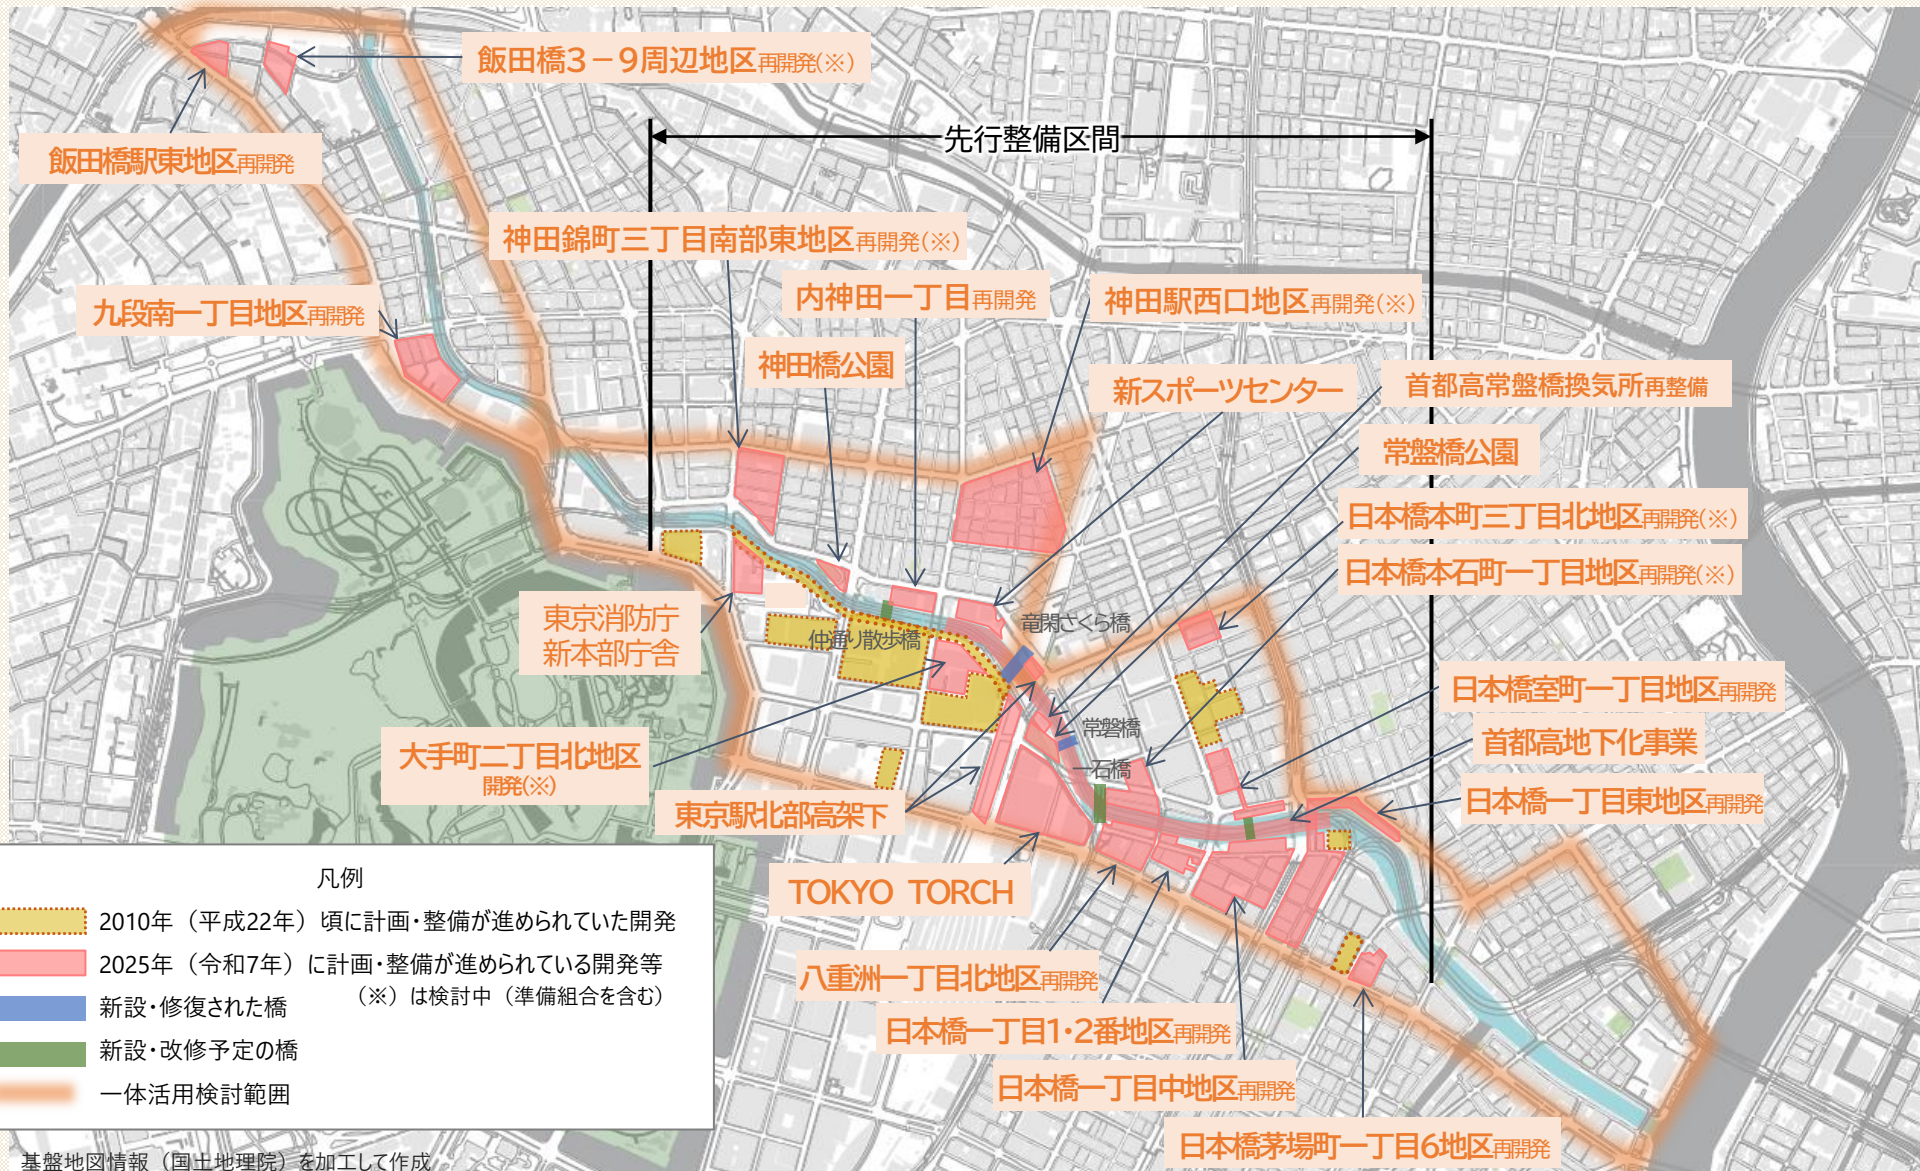 飯田橋3－9周辺地区再開発(※)
飯田橋駅東地区再開発
先行整備区間
神田錦町三丁目南部東地区再開発(※)
内神田一丁目再開発
神田駅西口地区再開発(※)
九段南一丁目地区再開発
神田橋公園
新スポーツセンター
首都高常盤橋換気所再整備
常盤橋公園
日本橋本町三丁目北地区再開発(※)
日本橋本石町一丁目地区再開発(※)
東京消防庁
新本部庁舎
仲通り散歩橋
竜閑さくら橋
日本橋室町一丁目地区再開発
常磐橋
首都高地下化事業
大手町二丁目北地区
開発(※)
一石橋
日本橋一丁目東地区再開発
東京駅北部高架下
TOKYO TORCH
八重洲一丁目北地区再開発
日本橋一丁目1・2番地区再開発
日本橋一丁目中地区再開発
日本橋茅場町一丁目6地区再開発
凡例
2010年（平成22年）頃に計画・整備が進められていた開発
2025年（令和7年）に計画・整備が進められている開発等
（※）は検討中（準備組合を含む）
新設・修復された橋
新設・改修予定の橋
一体活用検討範囲
基盤地図情報（国土地理院）を加工して作成